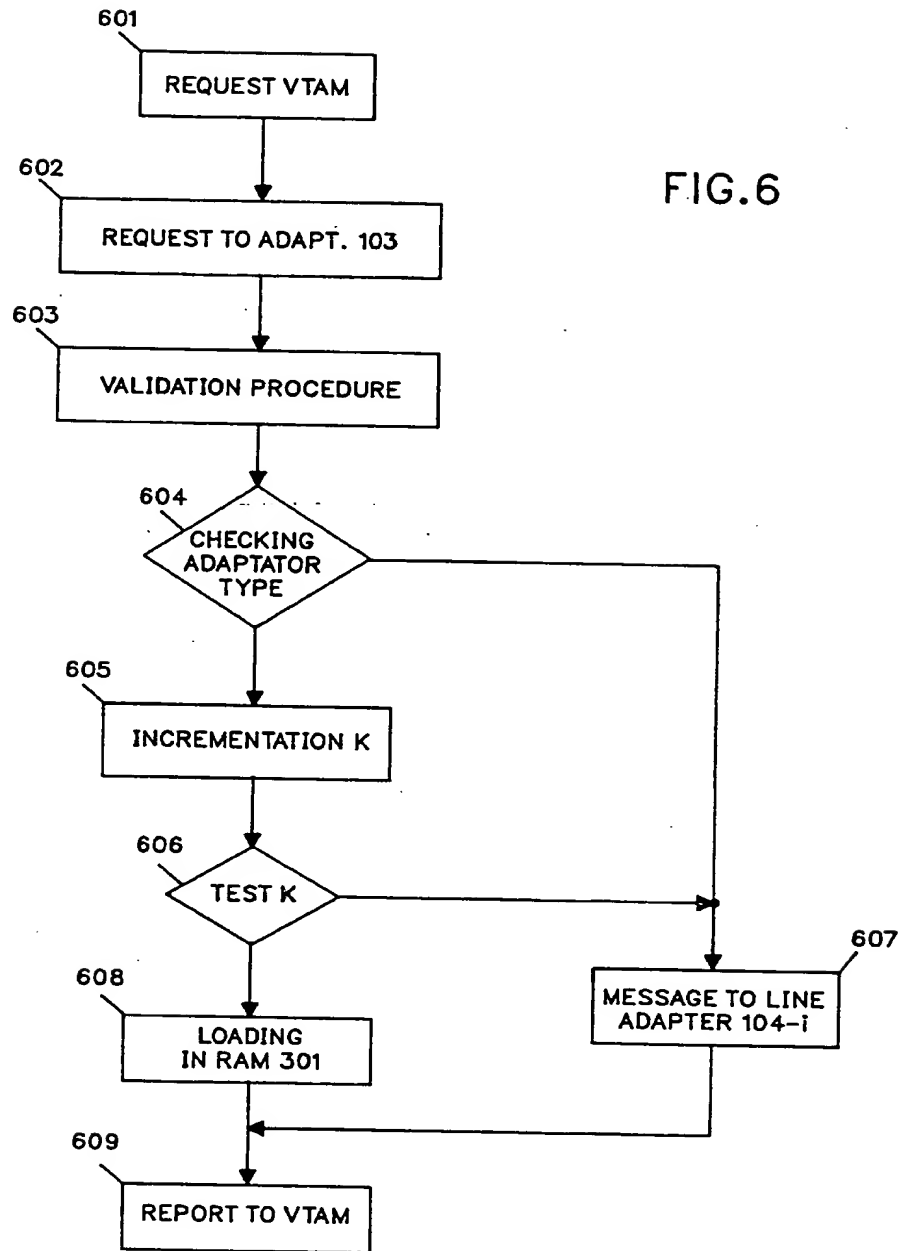 601
REQUEST VTAM
602
FIG.6
REQUEST TO ADAPT. 103
603
VALIDATION PROCEDURE
604
CHECKING
ADAPTATOR
TYPE
605
INCREMENTATION K
606
TEST K
607
608
MESSAGE TO LINE
ADAPTER 104-i
LOADING
IN RAM 301
609
REPORT TO VTAM